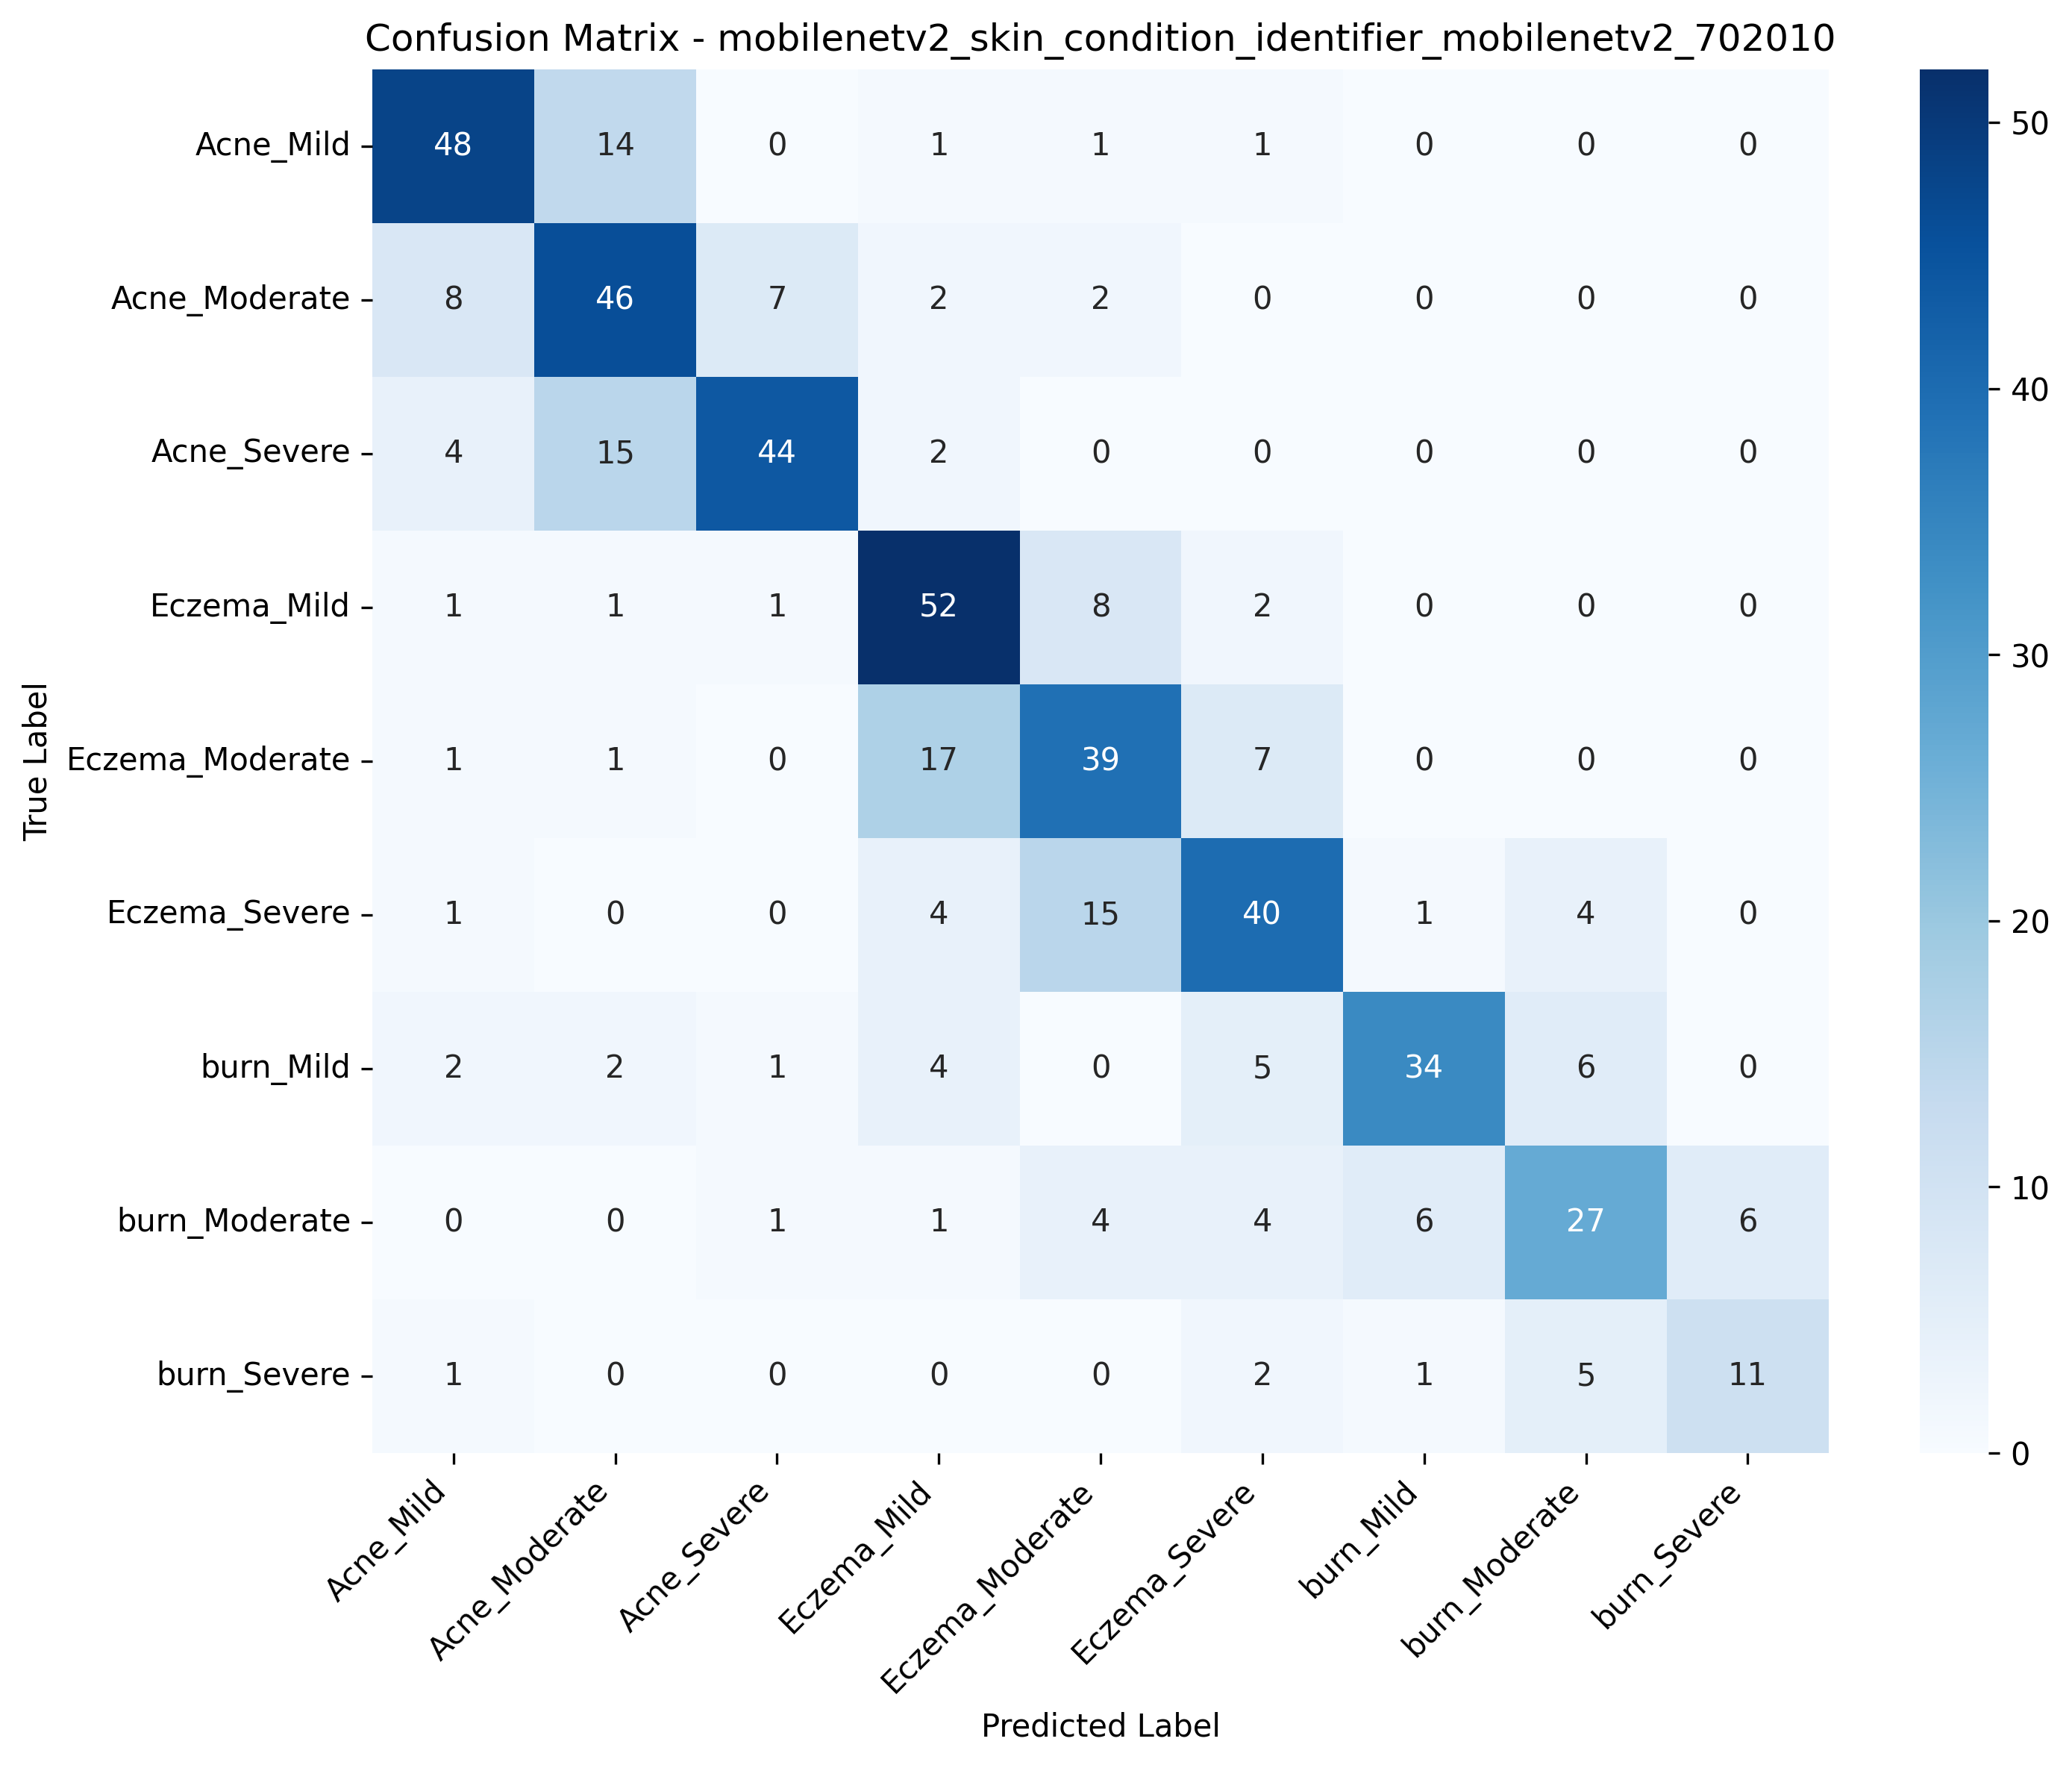 Confusion Matrix - mobilenetv2_skin_condition_identifier_mobilenetv2_702010
True Label
Acne_Mild 48 14 0 1 1 1 0 0 0
Acne_Moderate 8 46 7 2 2 0 0 0 0
Acne_Severe 4 15 44 2 0 0 0 0 0
Eczema_Mild 1 1 1 52 8 2 0 0 0
Eczema_Moderate 1 1 0 17 39 7 0 0 0
Eczema_Severe 1 0 0 4 15 40 1 4 0
burn_Mild 2 2 1 4 0 5 34 6 0
burn_Moderate 0 0 1 1 4 4 6 27 6
burn_Severe 1 0 0 0 0 2 1 5 11
Acne_Mild Acne_Moderate Acne_Severe Eczema_Mild Eczema_Moderate Eczema_Severe burn_Mild burn_Moderate burn_Severe
Predicted Label
50
40
30
20
10
0